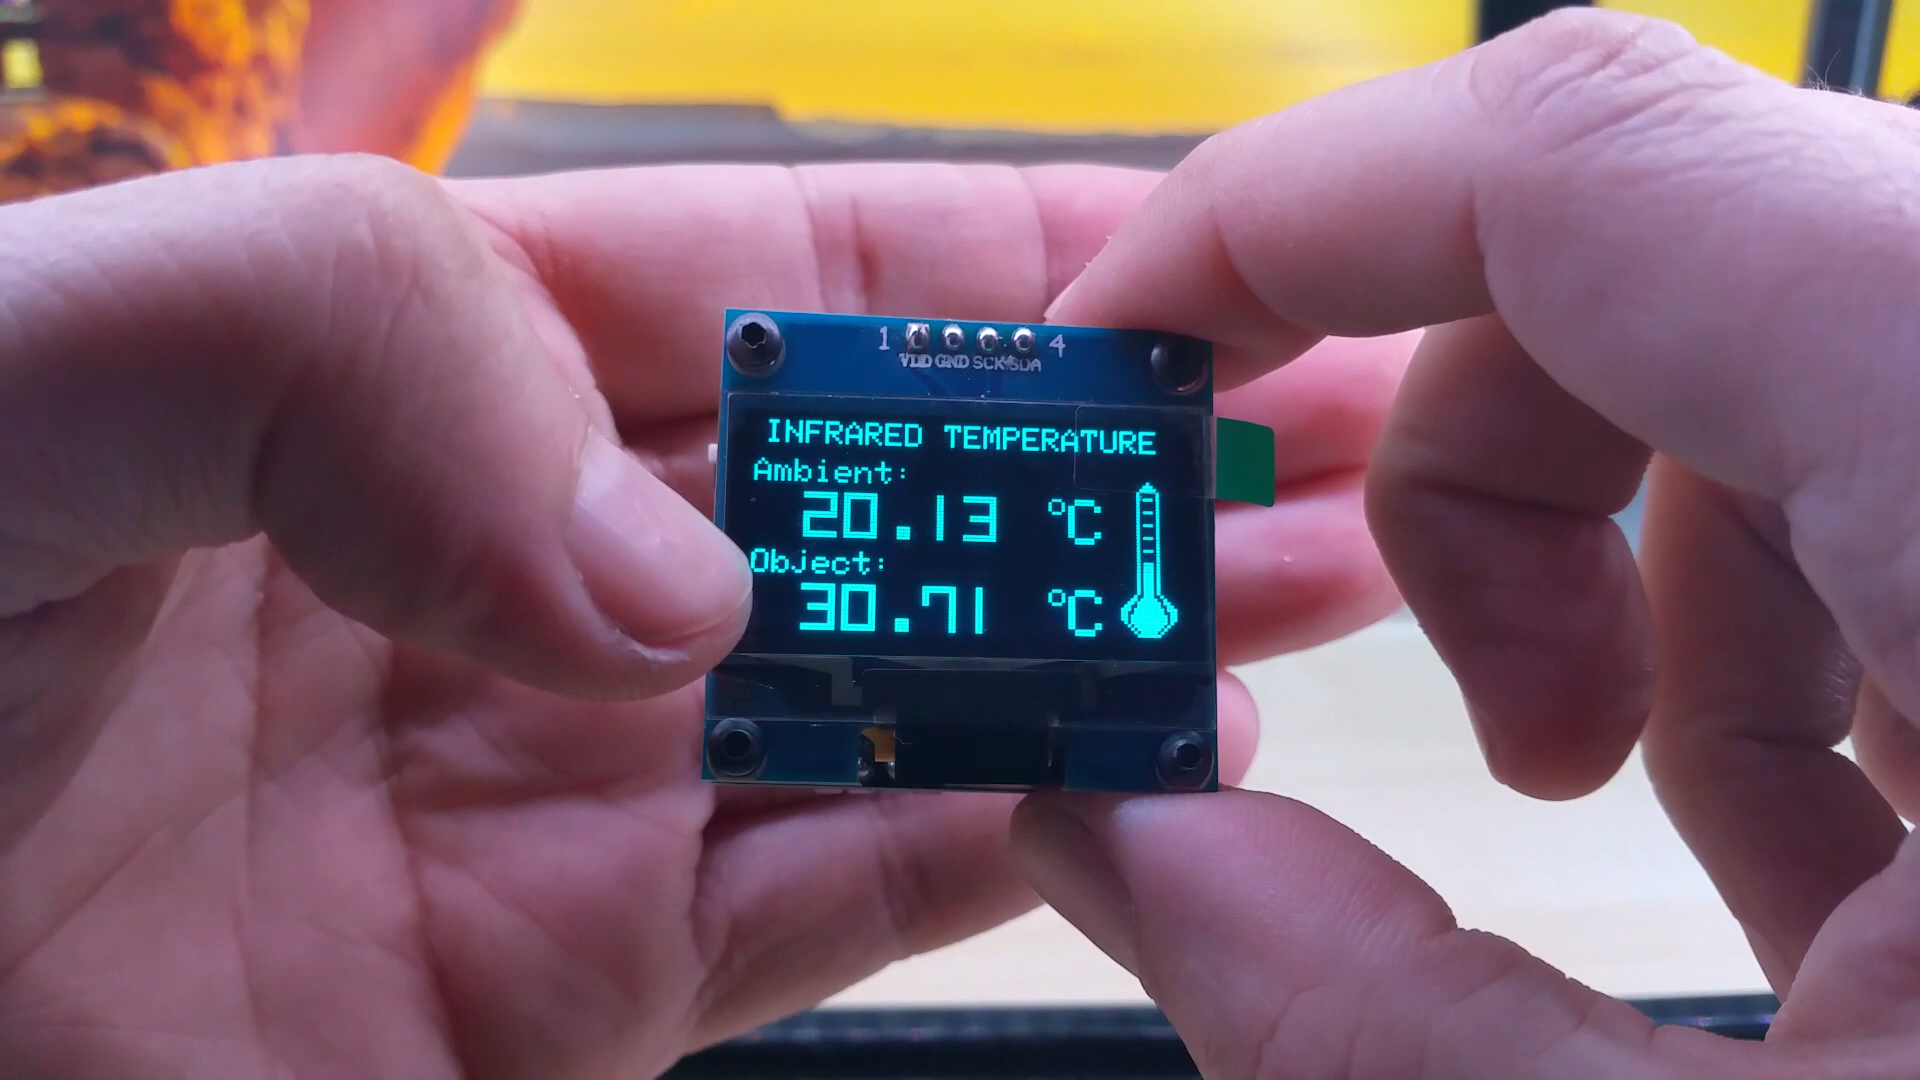 1 4
VDD GND SCK SDA
INFRARED TEMPERATURE
Ambient:
20.13 °C
Object:
30.71 °C